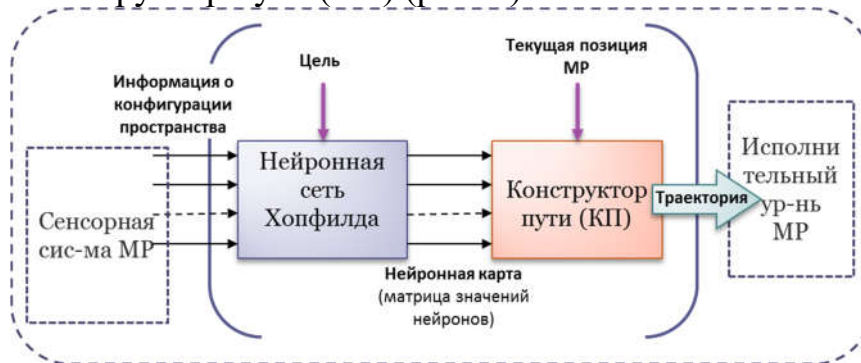 Цель
Текущая позиция
МР
Информация о
конфигурации
пространства
Сенсорная
сис-ма МР
Нейронная
сеть
Хопфилда
Нейронная карта
(матрица значений
нейронов)
Конструктор
пути (КП)
Траектория
Исполни
тельный
ур-нь
МР